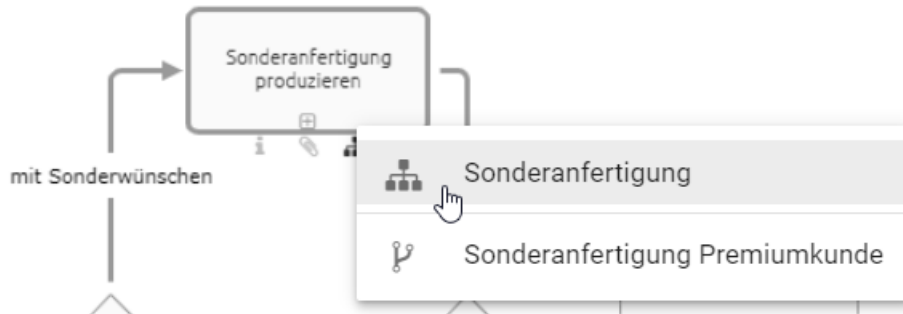 Sonderanfertigung
produzieren
mit Sonderwünschen
Sonderanfertigung
Sonderanfertigung Premiumkunde